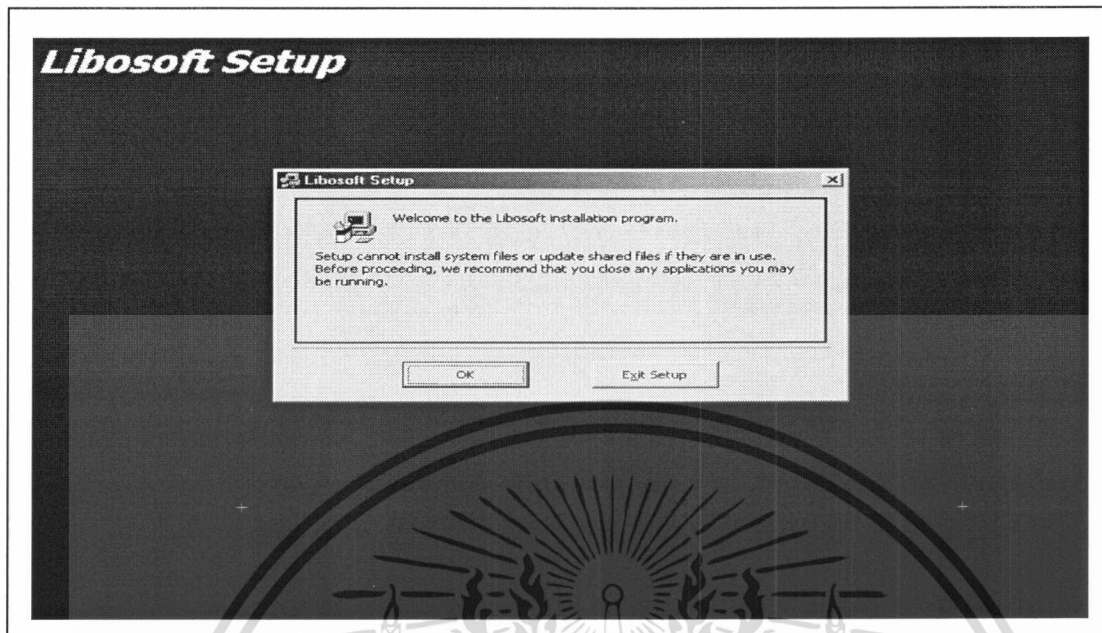 Libosoft Setup
Libosoft Setup
Welcome to the Libosoft installation program.
Setup cannot install system files or update shared files if they are in use.
Before proceeding, we recommend that you close any applications you may
be running.
OK
Exit Setup